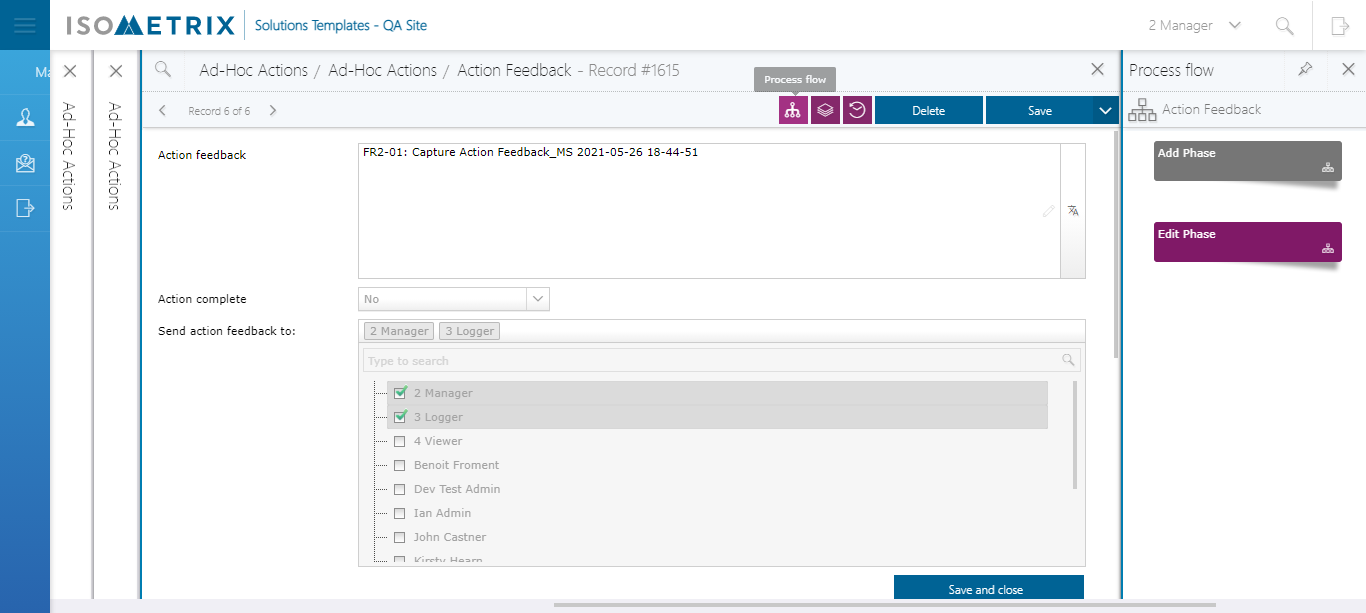 ISOMETRIX
Solutions Templates - QA Site
2 Manager
Ma
Ad-Hoc Actions
Ad-Hoc Actions
Ad-Hoc Actions / Ad-Hoc Actions / Action Feedback - Record #1615
Process flow
Record 6 of 6
Delete
Save
Action feedback
FR2-01: Capture Action Feedback_MS 2021-05-26 18-44-51
Action complete
No
Send action feedback to:
2 Manager
3 Logger
Type to search
2 Manager
3 Logger
4 Viewer
Benoit Froment
Dev Test Admin
Ian Admin
John Castner
Kirsty Hearn
Save and close
Process flow
Action Feedback
Add Phase
Edit Phase